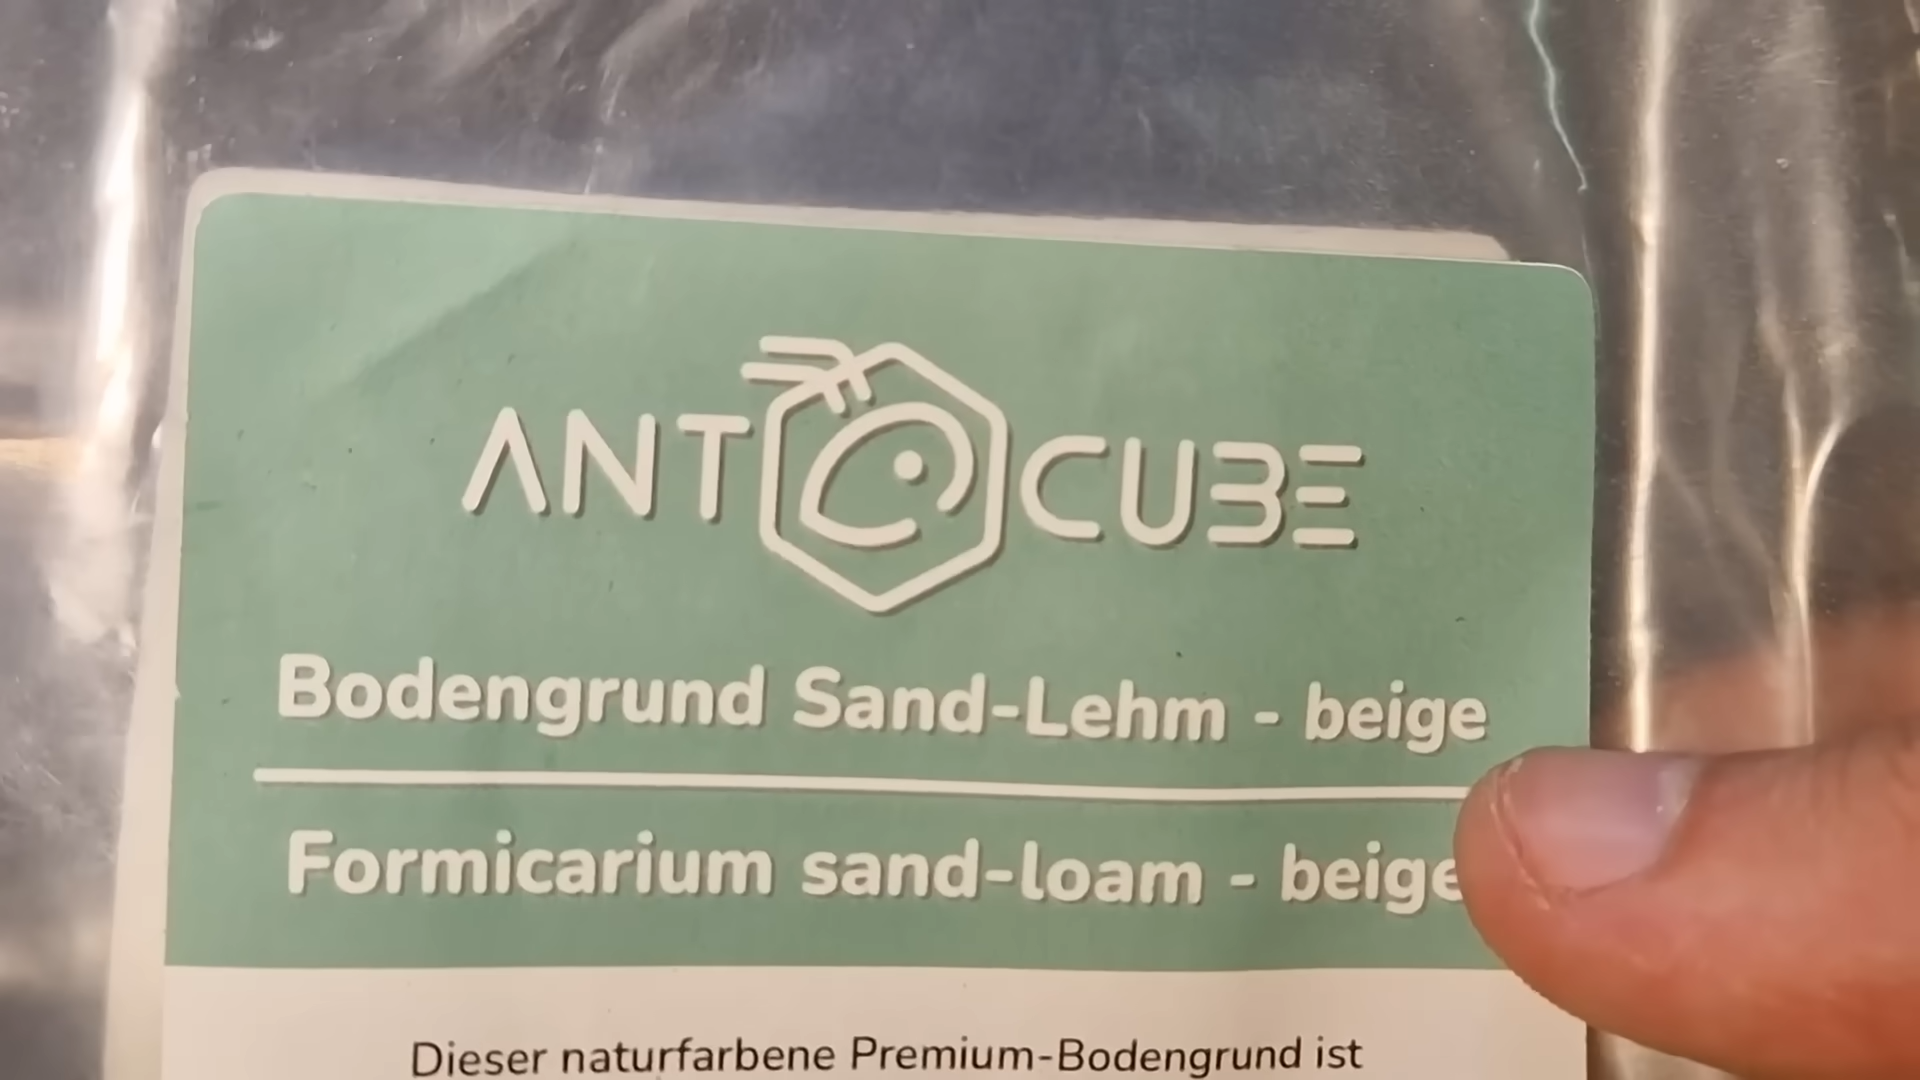 ANTCUBE
Bodengrund Sand-Lehm - beige
Formicarium sand-loam - beige
Dieser naturfarbene Premium-Bodengrund ist